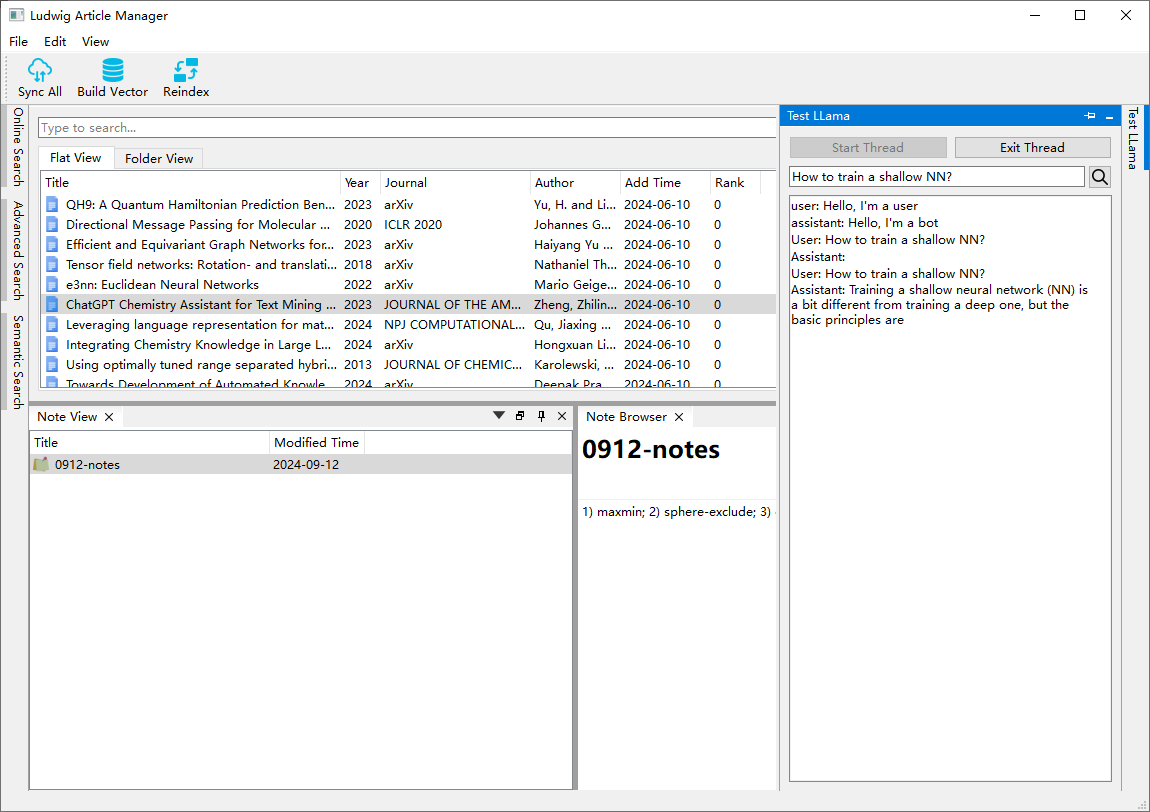 Ludwig Article Manager
File Edit View
Sync All Build Vector Reindex
Online Search
Advanced Search
Semantic Search
Type to search...
Flat View Folder View
Title Year Journal Author Add Time Rank
QH9: A Quantum Hamiltonian Prediction Ben... 2023 arXiv Yu, H. and Li... 2024-06-10 0
Directional Message Passing for Molecular ... 2020 ICLR 2020 Johannes G... 2024-06-10 0
Efficient and Equivariant Graph Networks for... 2023 arXiv Haiyang Yu ... 2024-06-10 0
Tensor field networks: Rotation- and translati... 2018 arXiv Nathaniel Th... 2024-06-10 0
e3nn: Euclidean Neural Networks 2022 arXiv Mario Geige... 2024-06-10 0
ChatGPT Chemistry Assistant for Text Mining ... 2023 JOURNAL OF THE AM... Zheng, Zhilin... 2024-06-10 0
Leveraging language representation for mat... 2024 NPJ COMPUTATIONAL... Qu, Jiaxing ... 2024-06-10 0
Integrating Chemistry Knowledge in Large L... 2024 arXiv Hongxuan Li... 2024-06-10 0
Using optimally tuned range separated hybri... 2013 JOURNAL OF CHEMIC... Karolewski, ... 2024-06-10 0
Towards Development of Automated Knowle... 2024 arXiv Deepak Pra... 2024-06-10 0
Note View
Title Modified Time
0912-notes 2024-09-12
Note Browser
0912-notes
1) maxmin; 2) sphere-exclude; 3)
Test LLama
Start Thread Exit Thread
How to train a shallow NN?
user: Hello, I'm a user
assistant: Hello, I'm a bot
User: How to train a shallow NN?
Assistant:
User: How to train a shallow NN?
Assistant: Training a shallow neural network (NN) is
a bit different from training a deep one, but the
basic principles are
Test LLama